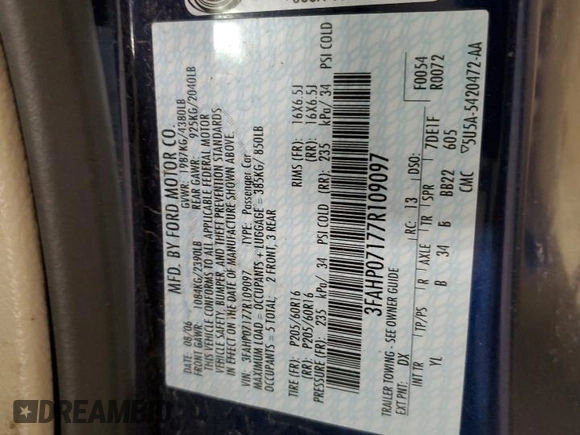 MFD. BY FORD MOTOR CO.
DATE: 08/06 GVWR: 1987KG/4380LB
FRONT GAWR: 1084KG/2390LB REAR GAWR: 925KG/2040LB
THIS VEHICLE CONFORMS TO ALL APPLICABLE FEDERAL MOTOR
VEHICLE SAFETY, BUMPER, AND THEFT PREVENTION STANDARDS
IN EFFECT ON THE DATE OF MANUFACTURE SHOWN ABOVE.
VIN: 3FAHP07177R109097 TYPE: Passenger Car
MAXIMUM LOAD = OCCUPANTS + LUGGAGE = 385KG/ 850LB
OCCUPANTS = 5 TOTAL: 2 FRONT, 3 REAR
TIRE (FR): P205/60R16 RIMS (FR): 16X6.5J
TIRE (RR): P205/60R16 RIMS (RR): 16X6.5J
PRESSURE (FR): 235 kPa/ 34 PSI COLD (RR): 235 kPa/ 34 PSI COLD
3FAHP07177R109097
TRAILER TOWING - SEE OWNER GUIDE
EXT PNT: DX RC: 13 DSO: F0054
R0072
INT TR TP/PS R AXLE TR SPR 7DE1F
YL B 34 B BB22 605
CMC 5U5A-5420472-AA
DREAMBID